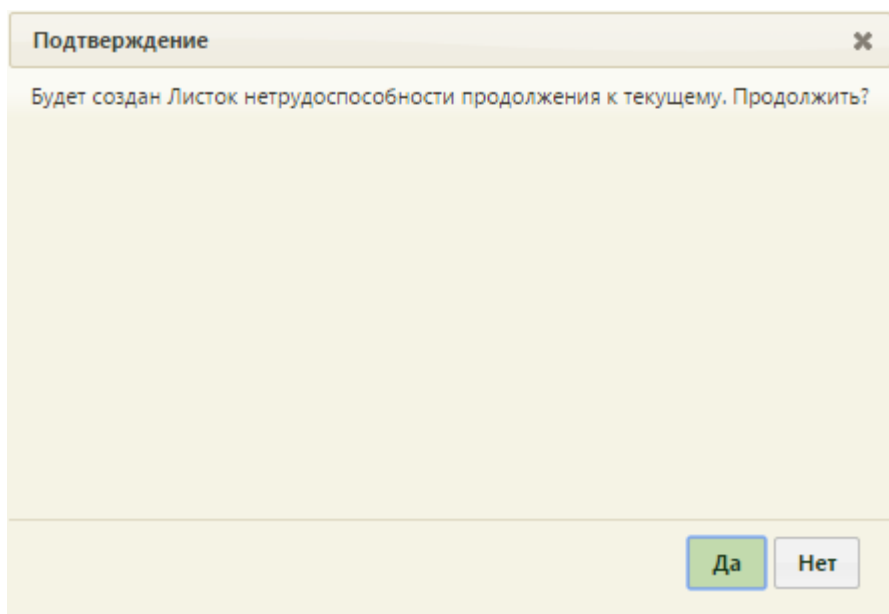 Подтверждение
Будет создан Листок нетрудоспособности продолжения к текущему. Продолжить?
Да Нет